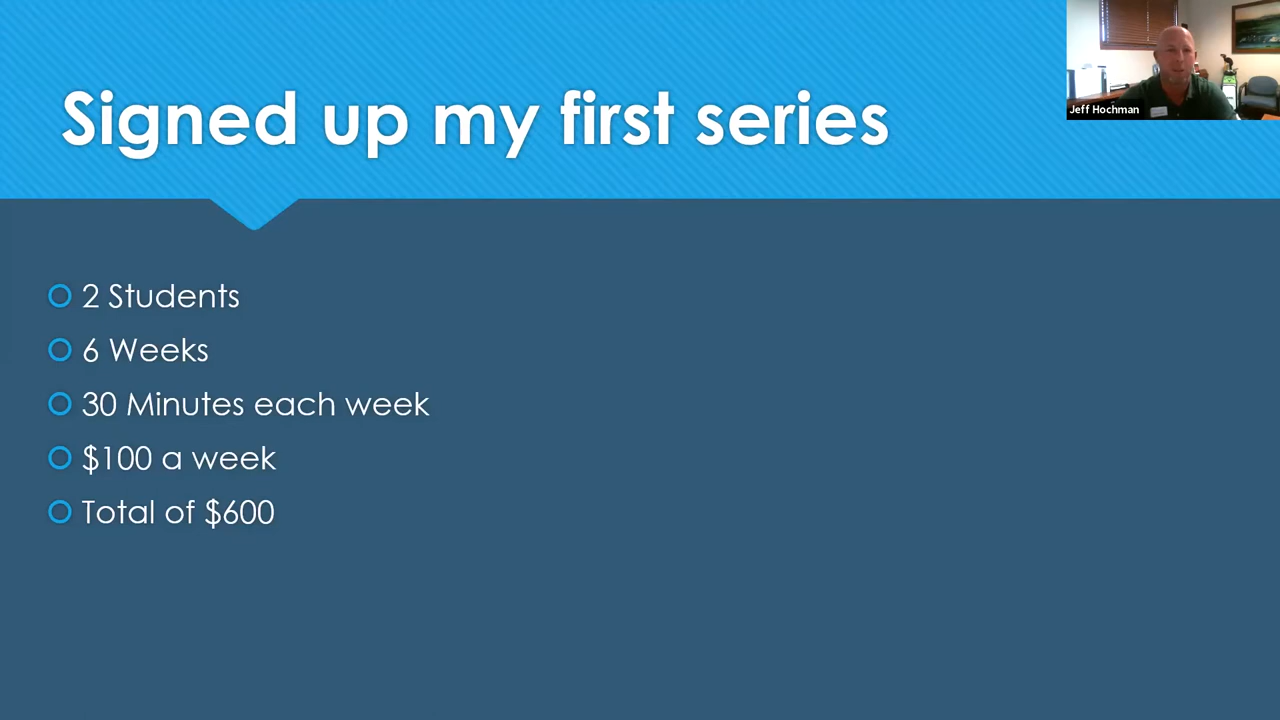 Signed up my first series
Jeff Hochman
2 Students
6 Weeks
30 Minutes each week
$100 a week
Total of $600